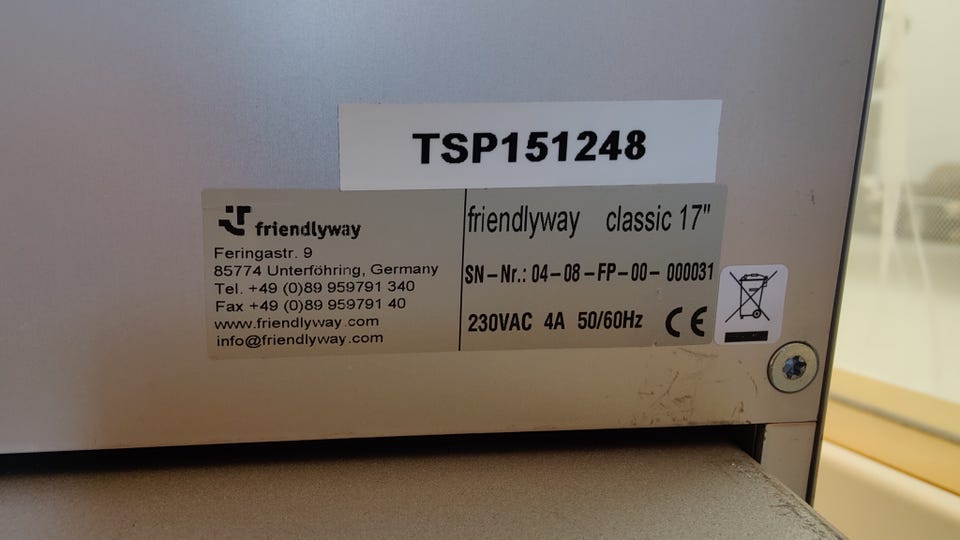 TSP151248
friendlyway
Feringastr. 9
85774 Unterföhring, Germany
Tel. +49 (0)89 959791 340
Fax +49 (0)89 959791 40
www.friendlyway.com
info@friendlyway.com
friendlyway classic 17"
SN-Nr.: 04-08-FP-00-000031
230VAC 4A 50/60Hz CE